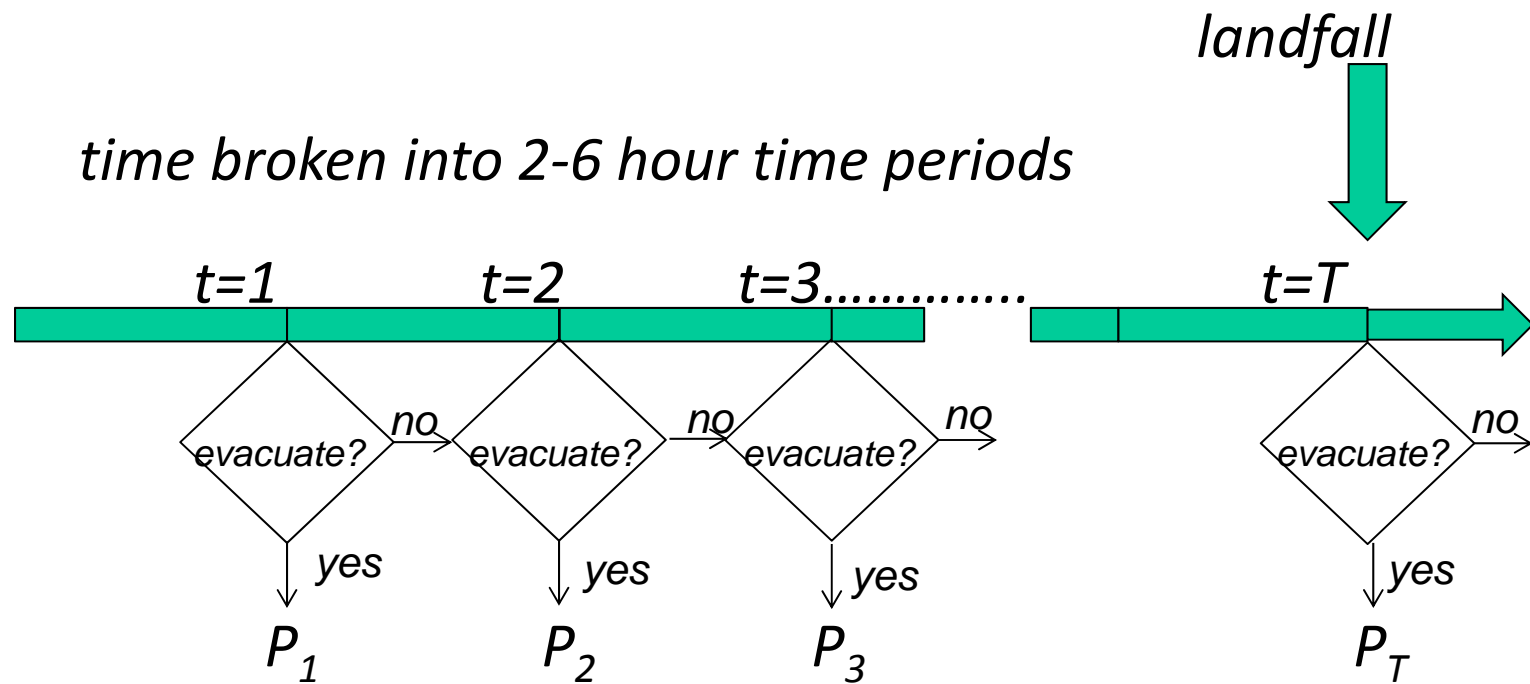 landfall
time broken into 2-6 hour time periods
t=1 t=2 t=3.............. t=T
no no no no
evacuate? evacuate? evacuate? evacuate?
yes yes yes yes
P1 P2 P3 PT